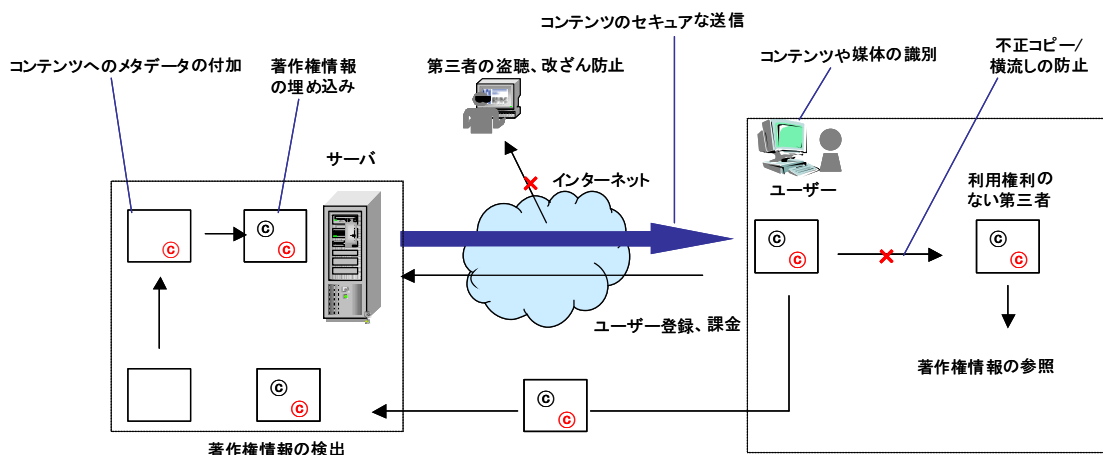 コンテンツのセキュアな送信
コンテンツへのメタデータの付加
著作権情報
の埋め込み
第三者の盗聴、改ざん防止
コンテンツや媒体の識別
不正コピー/
横流しの防止
サーバ
インターネット
ユーザー
利用権利の
ない第三者
©
© ©
© ©
© ©
ユーザー登録、課金
著作権情報の参照
© ©
© ©
著作権情報の検出